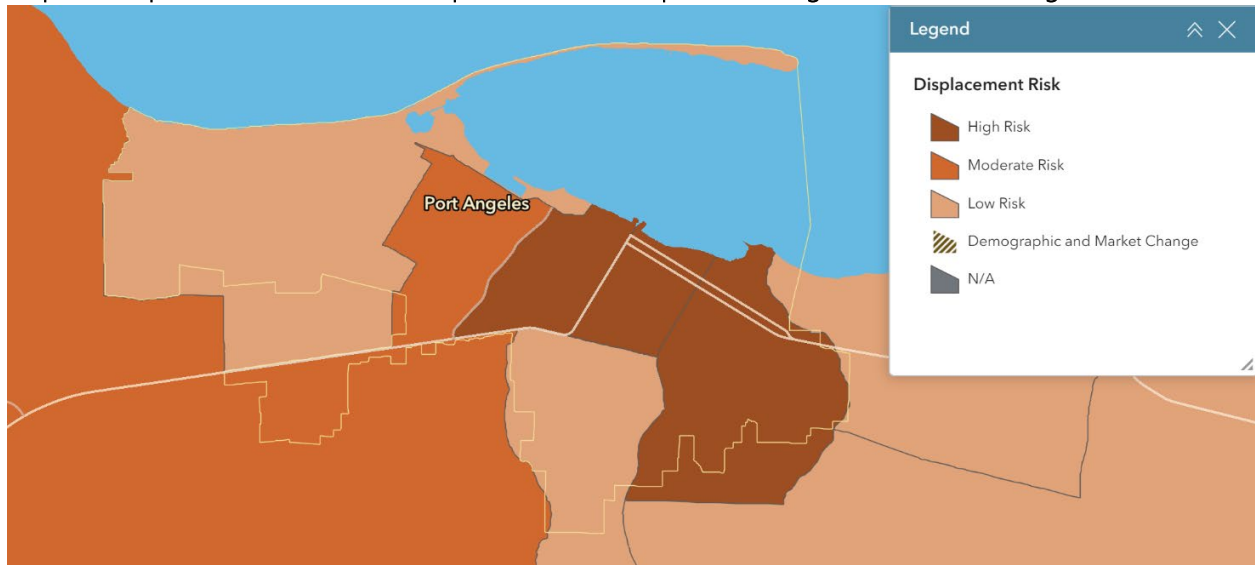 Legend
Displacement Risk
High Risk
Moderate Risk
Low Risk
Demographic and Market Change
N/A
Port Angeles